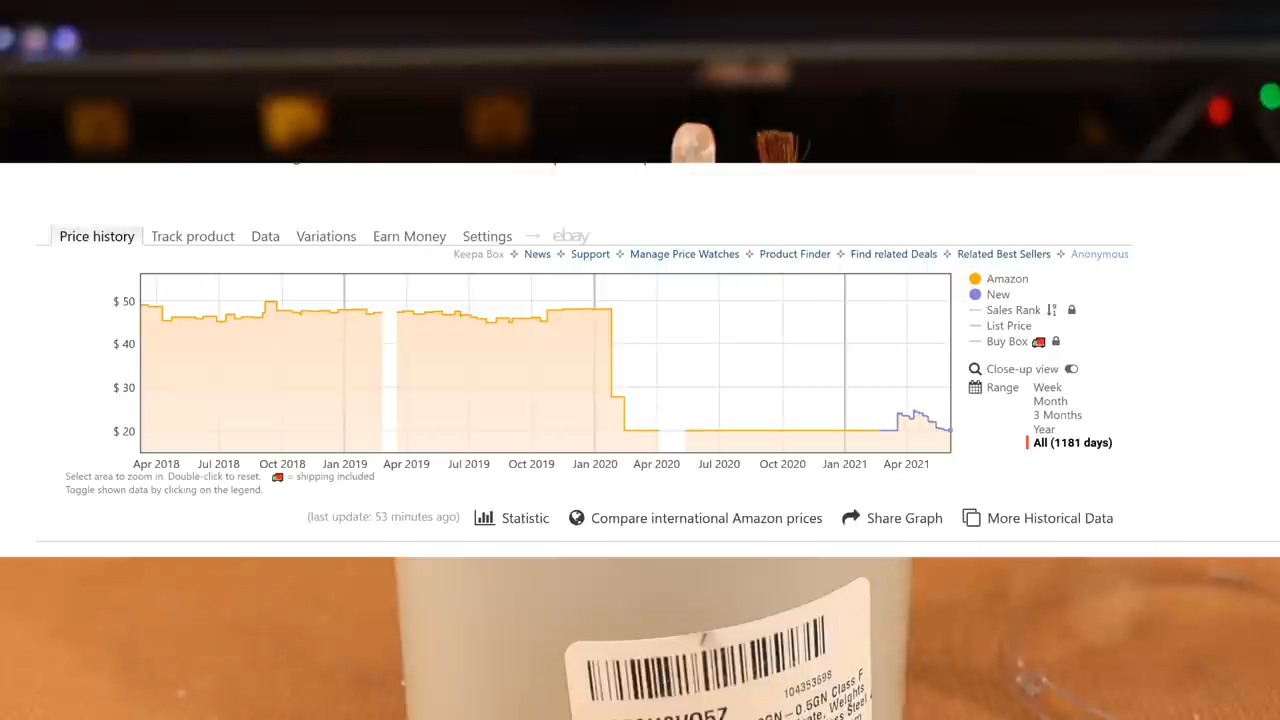 Price history Track product Data Variations Earn Money Settings → ebay
Keepa Box News Support Manage Price Watches Product Finder Find related Deals Related Best Sellers Anonymous
Amazon
New
Sales Rank
List Price
Buy Box
Close-up view
Range Week
Month
3 Months
Year
All (1181 days)
$ 50
$ 40
$ 30
$ 20
Apr 2018 Jul 2018 Oct 2018 Jan 2019 Apr 2019 Jul 2019 Oct 2019 Jan 2020 Apr 2020 Jul 2020 Oct 2020 Jan 2021 Apr 2021
Select area to zoom in. Double-click to reset. = shipping included
Toggle shown data by clicking on the legend.
(last update: 53 minutes ago) Statistic Compare international Amazon prices Share Graph More Historical Data
104353698
0.5GN Class F
Weights
Steel